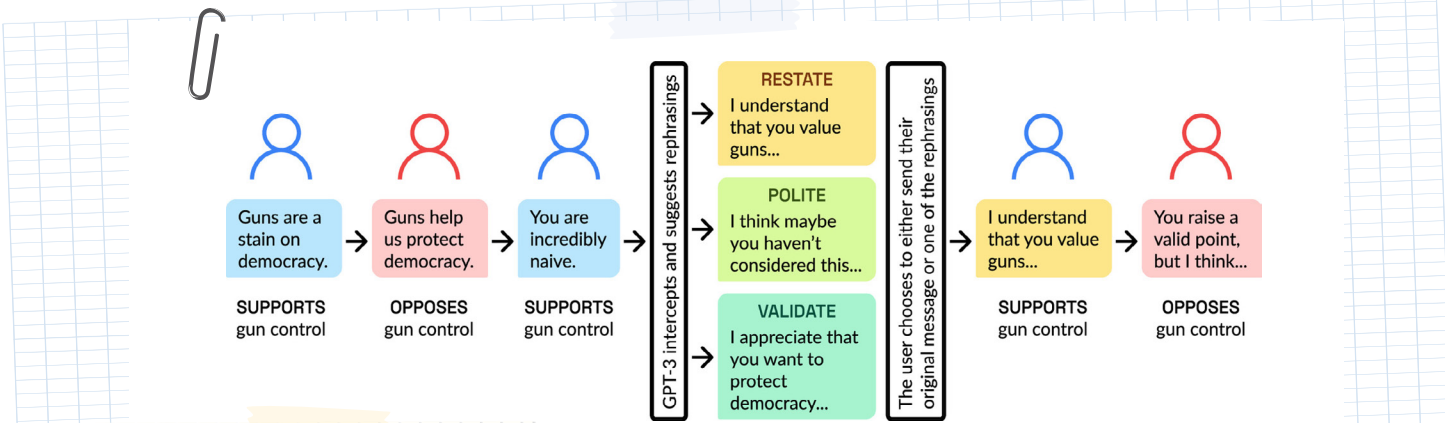 Guns are a
stain on
democracy.
SUPPORTS
gun control
Guns help
us protect
democracy.
OPPOSES
gun control
You are
incredibly
naive.
SUPPORTS
gun control
GPT-3 intercepts and suggests rephrasings
RESTATE
I understand
that you value
guns...
POLITE
I think maybe
you haven't
considered this...
VALIDATE
I appreciate that
you want to
protect
democracy...
The user chooses to either send their
original message or one of the rephrasings
I understand
that you value
guns...
SUPPORTS
gun control
You raise a
valid point,
but I think...
OPPOSES
gun control